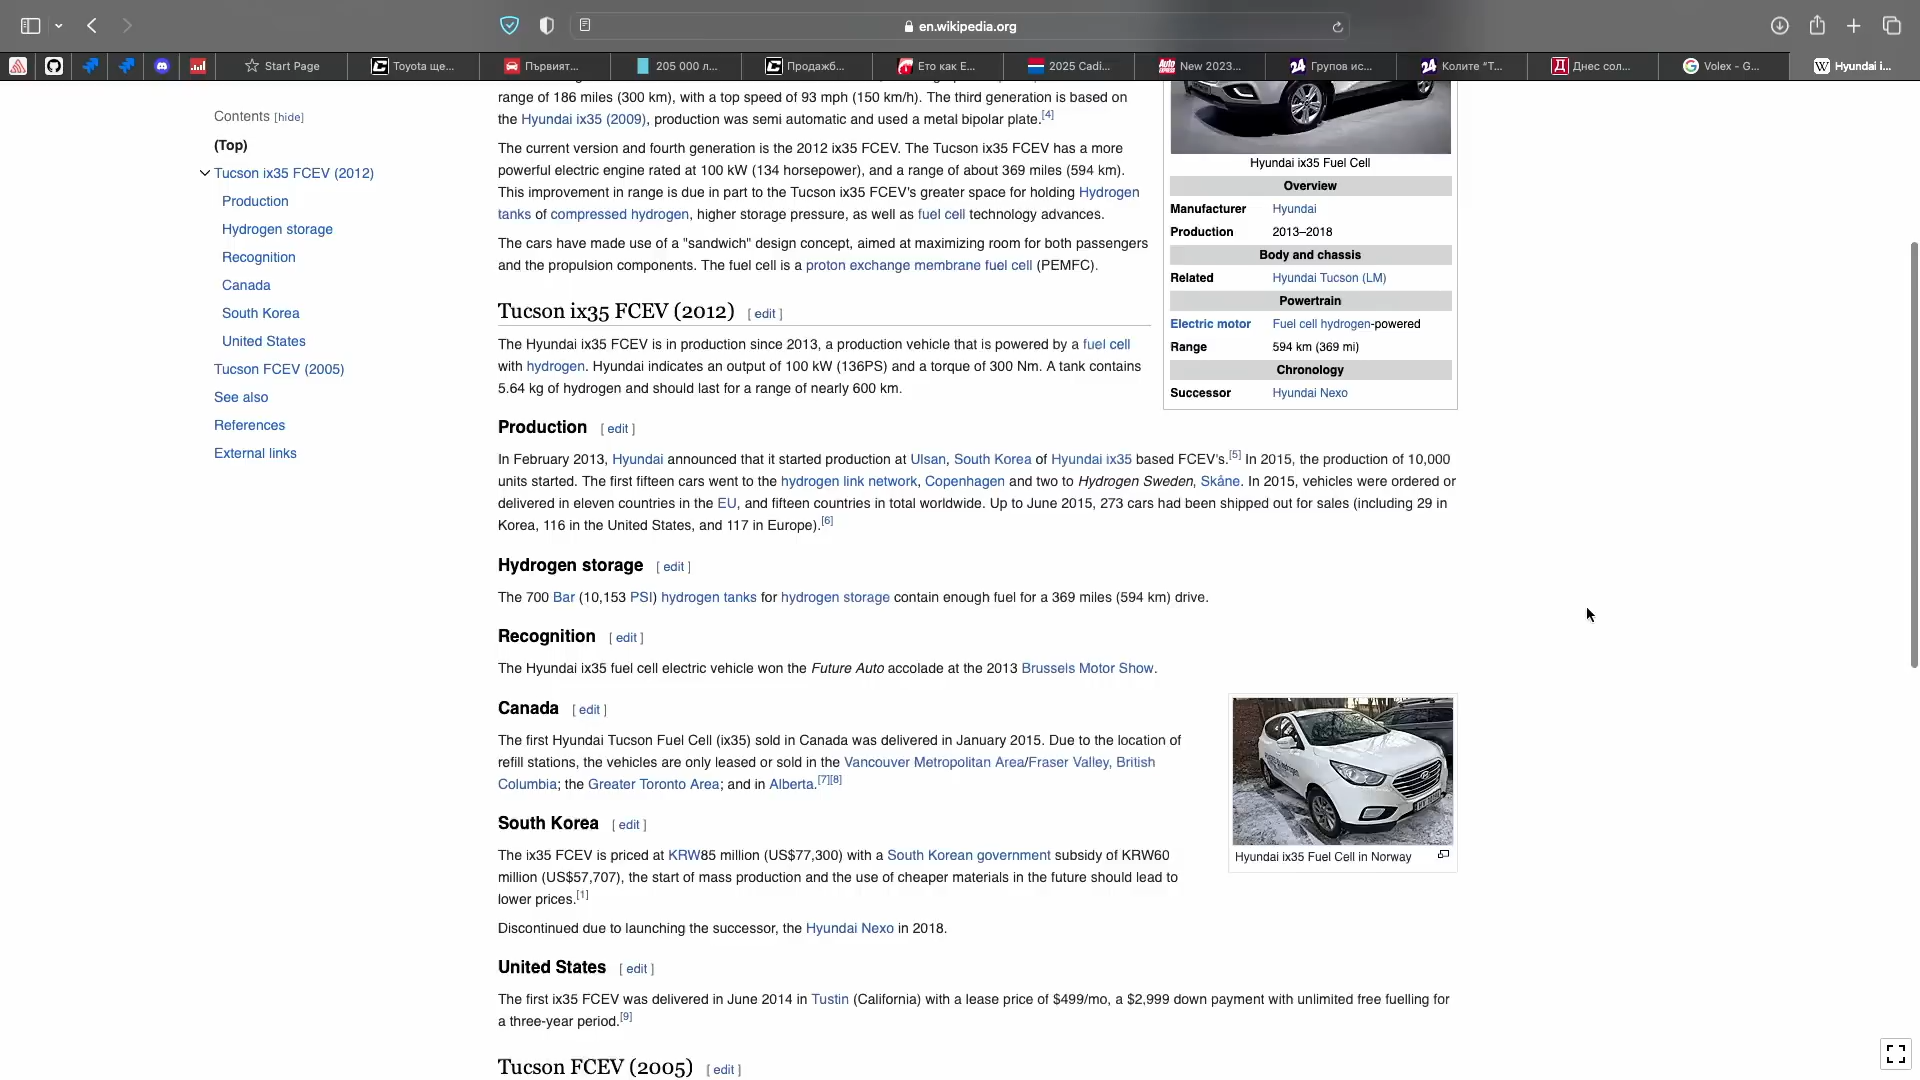 en.wikipedia.org
Start Page
Toyota ще...
Първият...
205 000 л...
Продажб...
Ето как Е...
2025 Cadi...
New 2023...
Групов ис...
Колите "Т...
Днес сол...
Volex - G...
Hyundai i...
Contents [hide]
(Top)
Tucson ix35 FCEV (2012)
Production
Hydrogen storage
Recognition
Canada
South Korea
United States
Tucson FCEV (2005)
See also
References
External links
range of 186 miles (300 km), with a top speed of 93 mph (150 km/h). The third generation is based on
the Hyundai ix35 (2009), production was semi automatic and used a metal bipolar plate.[4]
The current version and fourth generation is the 2012 ix35 FCEV. The Tucson ix35 FCEV has a more
powerful electric engine rated at 100 kW (134 horsepower), and a range of about 369 miles (594 km).
This improvement in range is due in part to the Tucson ix35 FCEV's greater space for holding Hydrogen
tanks of compressed hydrogen, higher storage pressure, as well as fuel cell technology advances.
The cars have made use of a "sandwich" design concept, aimed at maximizing room for both passengers
and the propulsion components. The fuel cell is a proton exchange membrane fuel cell (PEMFC).
Hyundai ix35 Fuel Cell
Overview
Manufacturer Hyundai
Production 2013–2018
Body and chassis
Related Hyundai Tucson (LM)
Powertrain
Electric motor Fuel cell hydrogen-powered
Range 594 km (369 mi)
Chronology
Successor Hyundai Nexo
Tucson ix35 FCEV (2012) [ edit ]
The Hyundai ix35 FCEV is in production since 2013, a production vehicle that is powered by a fuel cell
with hydrogen. Hyundai indicates an output of 100 kW (136PS) and a torque of 300 Nm. A tank contains
5.64 kg of hydrogen and should last for a range of nearly 600 km.
Production [ edit ]
In February 2013, Hyundai announced that it started production at Ulsan, South Korea of Hyundai ix35 based FCEV's.[5] In 2015, the production of 10,000
units started. The first fifteen cars went to the hydrogen link network, Copenhagen and two to Hydrogen Sweden, Skåne. In 2015, vehicles were ordered or
delivered in eleven countries in the EU, and fifteen countries in total worldwide. Up to June 2015, 273 cars had been shipped out for sales (including 29 in
Korea, 116 in the United States, and 117 in Europe).[6]
Hydrogen storage [ edit ]
The 700 Bar (10,153 PSI) hydrogen tanks for hydrogen storage contain enough fuel for a 369 miles (594 km) drive.
Recognition [ edit ]
The Hyundai ix35 fuel cell electric vehicle won the Future Auto accolade at the 2013 Brussels Motor Show.
Canada [ edit ]
The first Hyundai Tucson Fuel Cell (ix35) sold in Canada was delivered in January 2015. Due to the location of
refill stations, the vehicles are only leased or sold in the Vancouver Metropolitan Area/Fraser Valley, British
Columbia; the Greater Toronto Area; and in Alberta.[7][8]
Hyundai ix35 Fuel Cell in Norway
South Korea [ edit ]
The ix35 FCEV is priced at KRW85 million (US$77,300) with a South Korean government subsidy of KRW60
million (US$57,707), the start of mass production and the use of cheaper materials in the future should lead to
lower prices.[1]
Discontinued due to launching the successor, the Hyundai Nexo in 2018.
United States [ edit ]
The first ix35 FCEV was delivered in June 2014 in Tustin (California) with a lease price of $499/mo, a $2,999 down payment with unlimited free fuelling for
a three-year period.[9]
Tucson FCEV (2005) [ edit ]